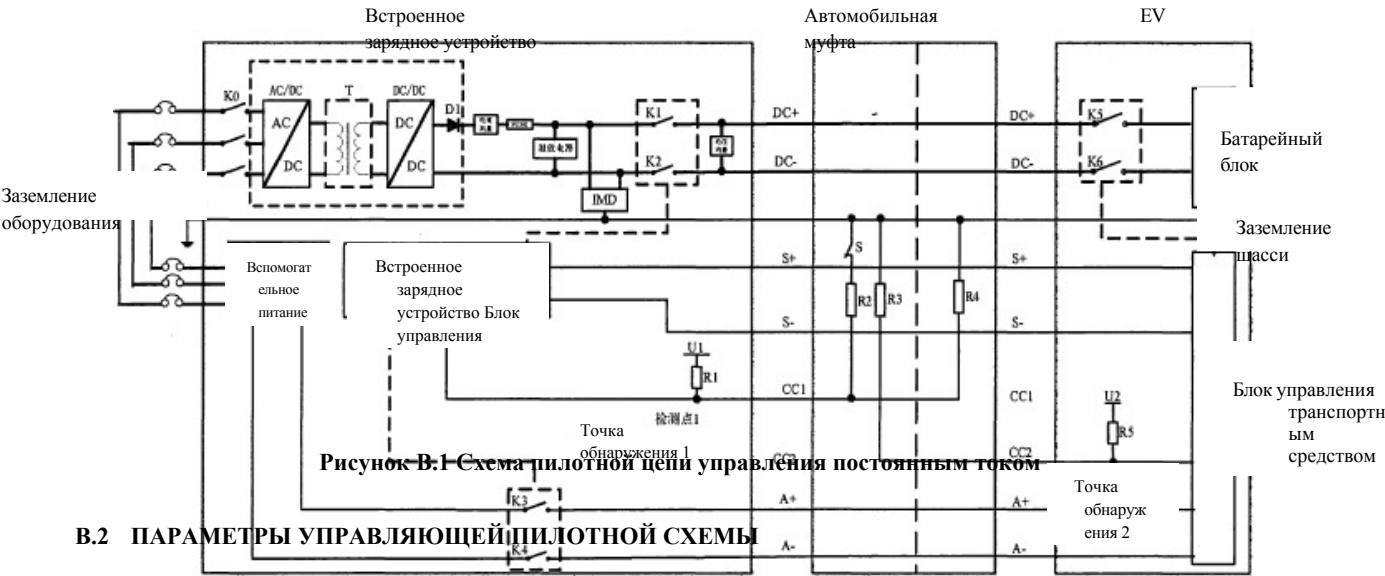 Встроенное
зарядное устройство
Автомобильная
муфта
EV
K0
AC/DC
T
DC/DC
D1
AC
DC
DC
DC
K1
K2
IMD
DC+
DC-
DC+
DC-
K5
K6
Батарейный
блок
Заземление
оборудования
Заземление
шасси
Вспомогат
ельное
питание
Встроенное
зарядное
устройство Блок
управления
S+
S-
S
R2
R3
R4
S+
S-
U1
R1
CC1
检测点1
Точка
обнаружения 1
CC1
U2
R5
CC2
CC2
Блок управления
транспортн
ым
средством
Рисунок B.1 Схема пилотной цепи управления постоянным током
K3
K4
A+
A-
A+
A-
Точка
обнаруж
ения 2
B.2 ПАРАМЕТРЫ УПРАВЛЯЮЩЕЙ ПИЛОТНОЙ СХЕМЫ